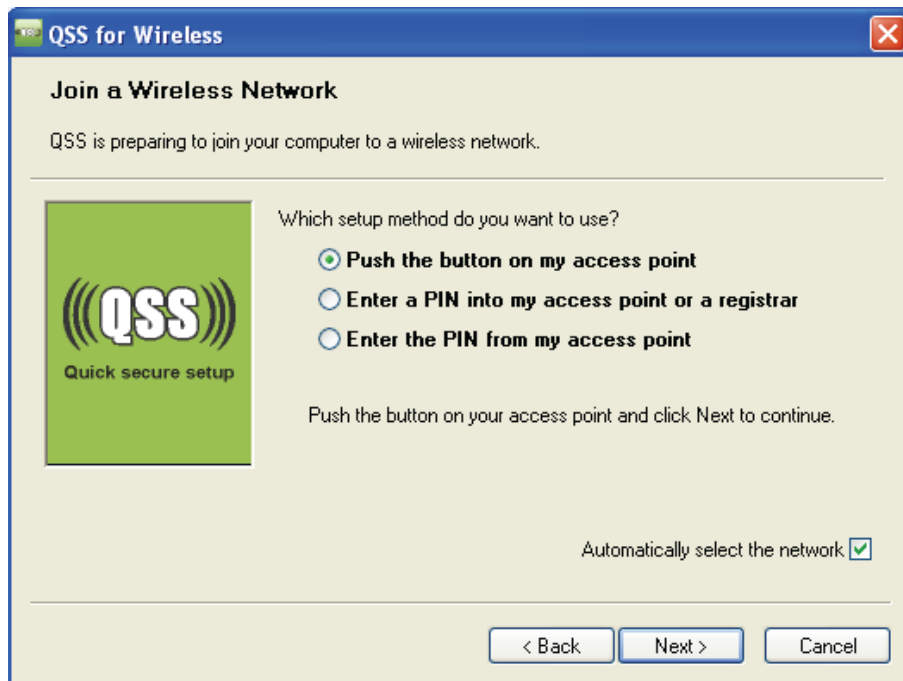 QSS for Wireless
Join a Wireless Network
QSS is preparing to join your computer to a wireless network.
Which setup method do you want to use?
Push the button on my access point
Enter a PIN into my access point or a registrar
Enter the PIN from my access point
(((QSS)))
Quick secure setup
Push the button on your access point and click Next to continue.
Automatically select the network
< Back
Next >
Cancel